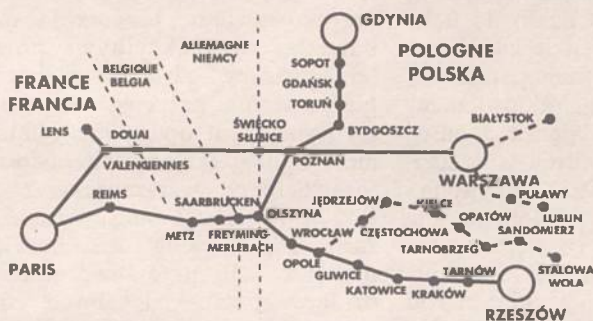 GDYNIA
ALLEMAGNE
NIEMCY
SOPOT
POLOGNE
POLSKA
FRANCE
FRANCJA
BELGIQUE
BELGIA
GDAŃSK
TORUŃ
LENS
DOUAI
ŚWIĘCKO
SŁUBICE
BYDGOSZCZ
BIAŁYSTOK
VALENCIENNES
POZNAŃ
WARSZAWA
REIMS
SAARBRUCKEN
OLSZYNA
JĘDRZEJÓW
KIELCE
PUŁAWY
LUBLIN
METZ
FREYMING-
MERLEBACH
WROCŁAW
CZĘSTOCHOWA
OPATÓW
SANDOMIERZ
TARNOBRZEG
PARIS
OPOLE
GLIWICE
STALOWA
WOLA
KATOWICE
KRAKÓW
TARNÓW
RZESZÓW